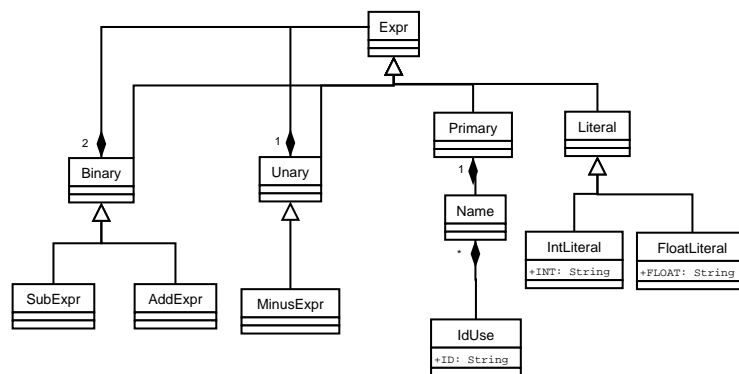 Expr
Primary
Literal
2
1
Binary
Unary
1
Name
IntLiteral
FloatLiteral
*
+INT: String
+FLOAT: String
SubExpr
AddExpr
MinusExpr
IdUse
+ID: String